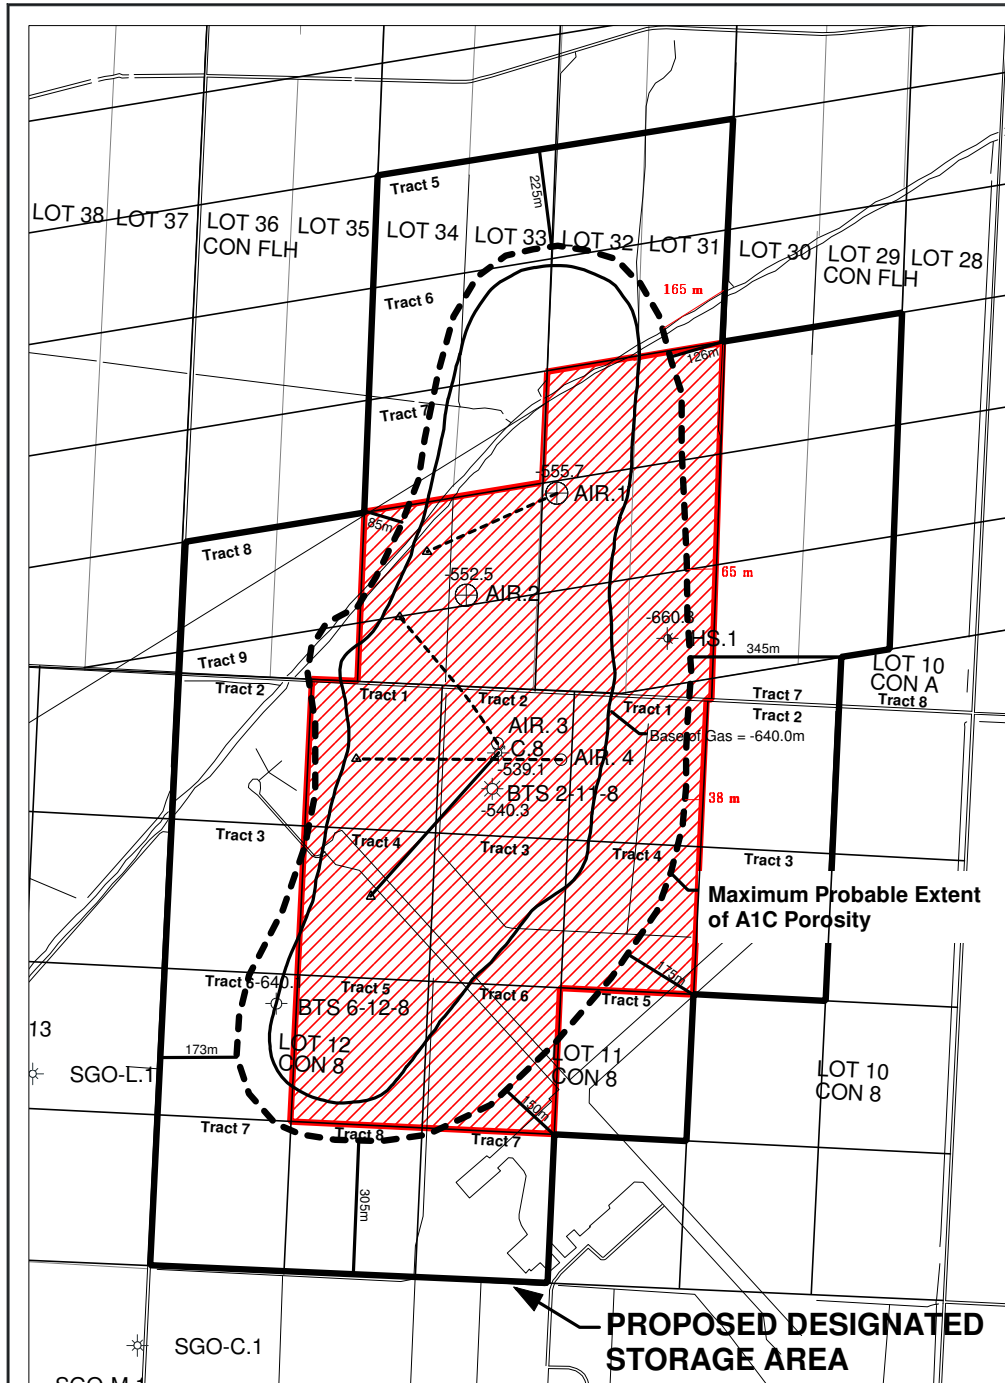 Tract 5
225m
LOT 38
LOT 37
LOT 36
CON FLH
LOT 35
LOT 34
LOT 33
LOT 32
LOT 31
LOT 30
LOT 29
CON FLH
LOT 28
165 m
Tract 6
126m
Tract 7
-555.7
AIR.1
85m
Tract 8
-552.5
AIR.2
65 m
-660.3
HS.1
345m
Tract 9
LOT 10
CON A
Tract 2
Tract 1
Tract 2
Tract 1
Tract 7
Tract 8
Tract 2
AIR. 3
C.8
-539.1
AIR. 4
Base of Gas = -640.0m
BTS 2-11-8
-540.3
38 m
Tract 3
Tract 4
Tract 3
Tract 4
Tract 3
Maximum Probable Extent
of A1C Porosity
175m
Tract 6
-640.
Tract 5
Tract 6
Tract 5
BTS 6-12-8
13
LOT 12
CON 8
LOT 11
CON 8
173m
SGO-L.1
LOT 10
CON 8
150m
Tract 7
Tract 8
Tract 7
305m
PROPOSED DESIGNATED
STORAGE AREA
SGO-C.1
SGO-M.1